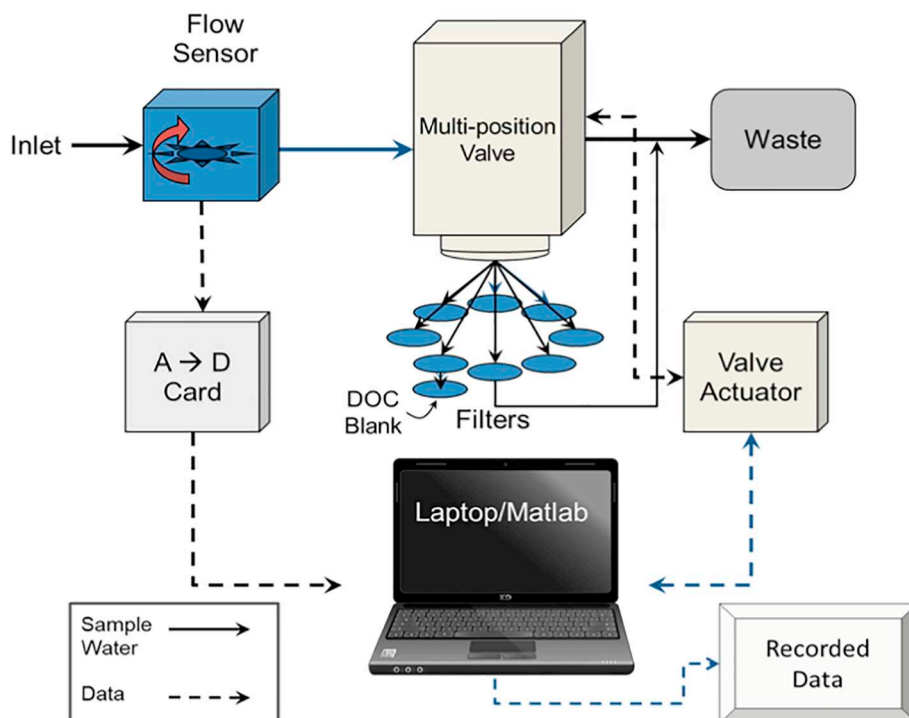 Flow
Sensor
Inlet
Multi-position
Valve
Waste
A → D
Card
DOC
Blank
Filters
Valve
Actuator
Laptop/Matlab
Sample
Water
Data
Recorded
Data